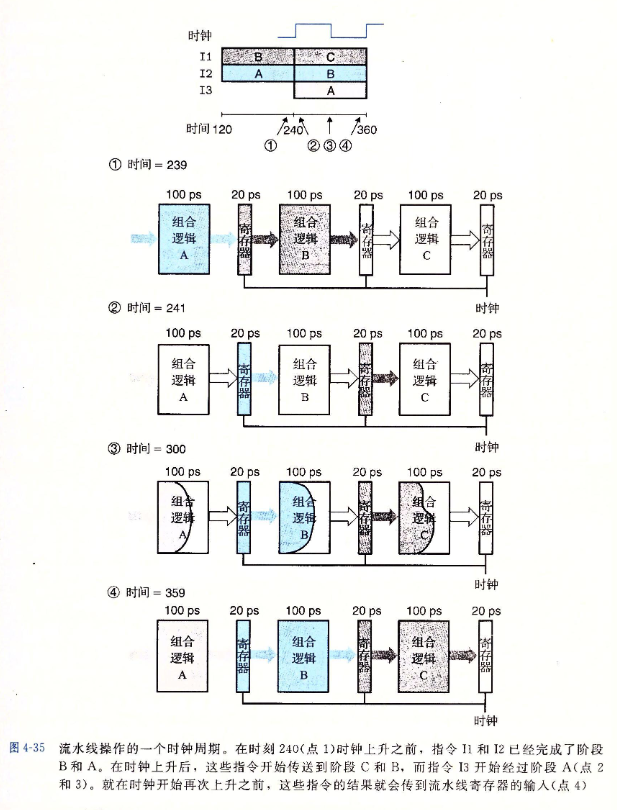 时钟
I1 B C
I2 A B
I3 A
时间 120 240 360
① ② ③ ④
① 时间 = 239
100 ps 20 ps 100 ps 20 ps 100 ps 20 ps
组合逻辑 A 寄存器 组合逻辑 B 寄存器 组合逻辑 C 寄存器
时钟
② 时间 = 241
100 ps 20 ps 100 ps 20 ps 100 ps 20 ps
组合逻辑 A 寄存器 组合逻辑 B 寄存器 组合逻辑 C 寄存器
时钟
③ 时间 = 300
100 ps 20 ps 100 ps 20 ps 100 ps 20 ps
组合逻辑 A 寄存器 组合逻辑 B 寄存器 组合逻辑 C 寄存器
时钟
④ 时间 = 359
100 ps 20 ps 100 ps 20 ps 100 ps 20 ps
组合逻辑 A 寄存器 组合逻辑 B 寄存器 组合逻辑 C 寄存器
时钟
图 4-35 流水线操作的一个时钟周期。在时刻 240(点 1)时钟上升之前，指令 I1 和 I2 已经完成了阶段
B 和 A。在时钟上升后，这些指令开始传送到阶段 C 和 B，而指令 I3 开始经过阶段 A(点 2
和 3)。就在时钟开始再次上升之前，这些指令的结果就会传到流水线寄存器的输入(点 4)